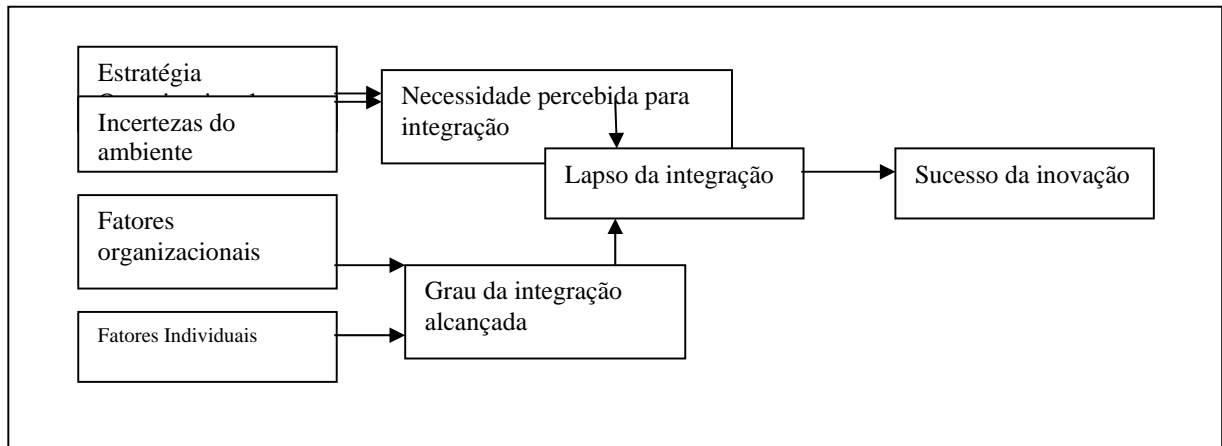 Estratégia
Incertezas do
ambiente
Necessidade percebida para
integração
Lapso da integração
Sucesso da inovação
Fatores
organizacionais
Grau da integração
alcançada
Fatores Individuais